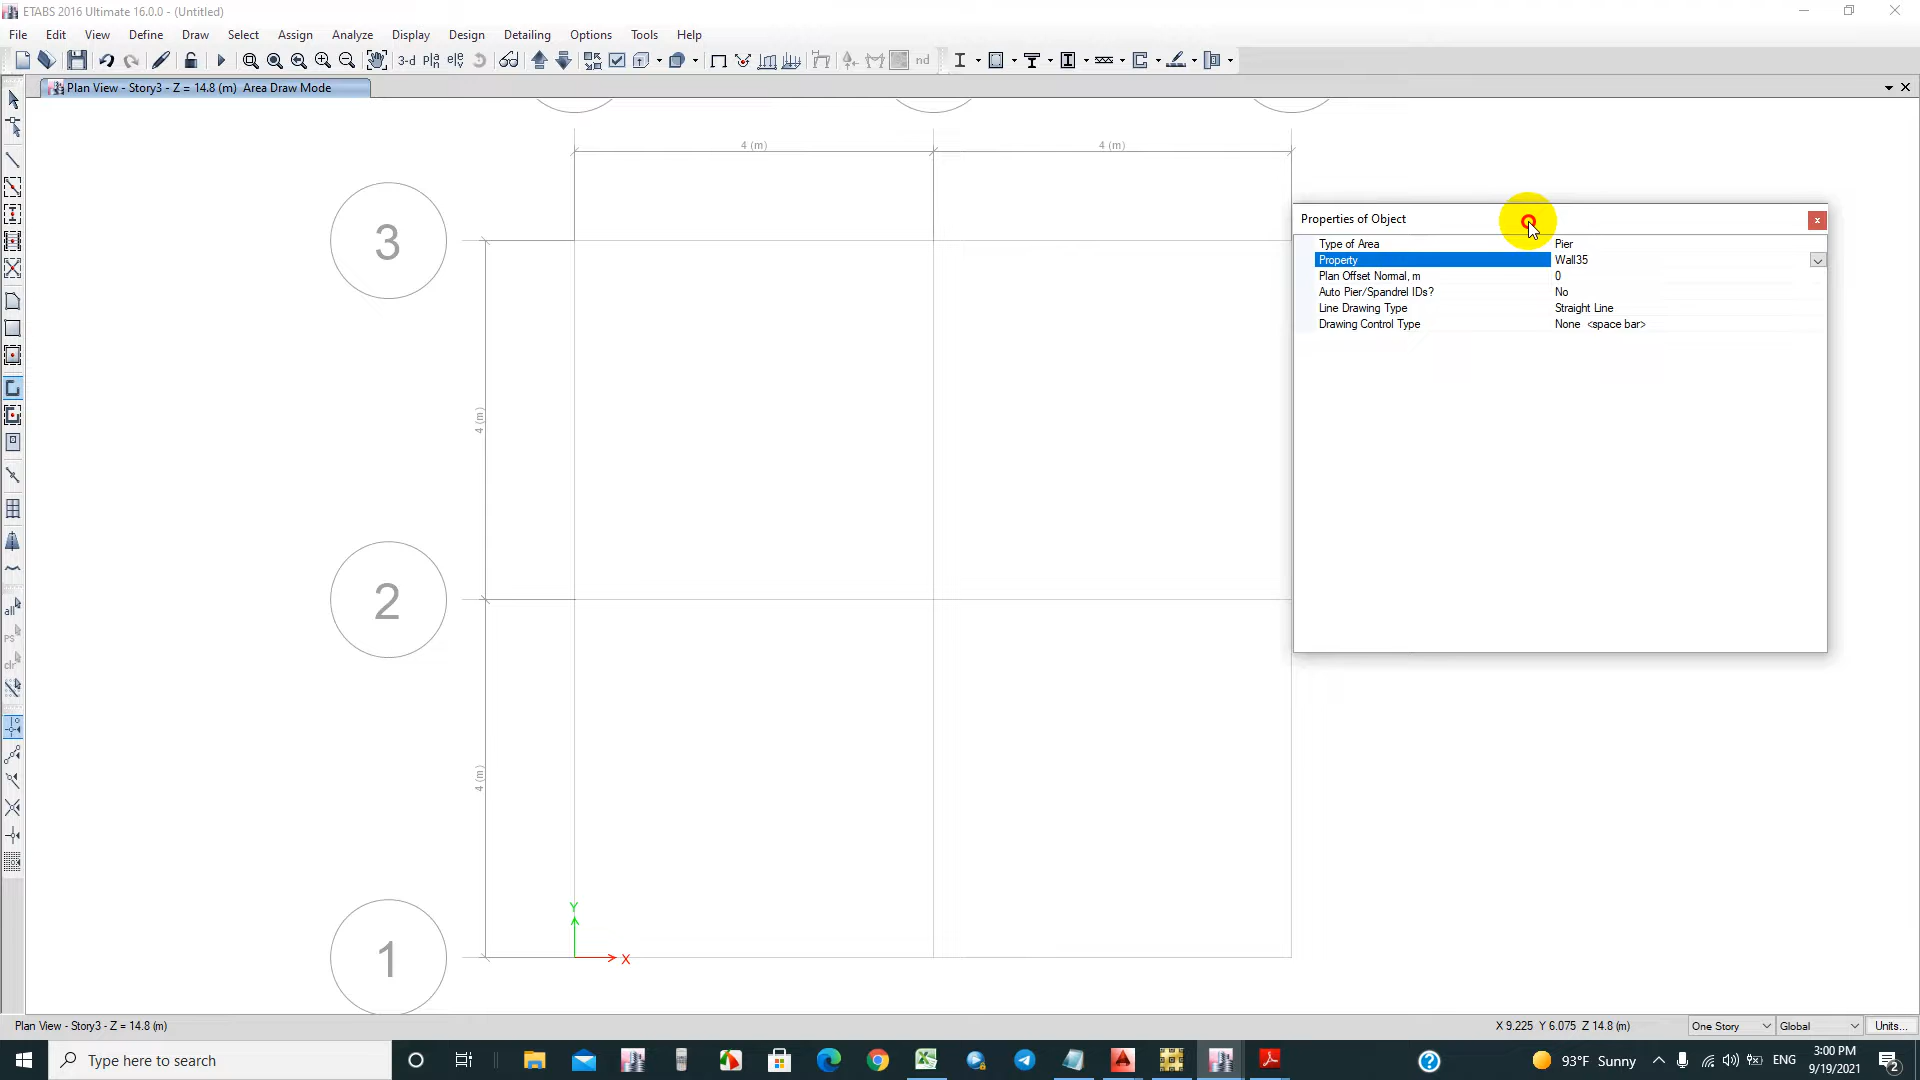 ETABS 2016 Ultimate 16.0.0 - (Untitled)
File Edit View Define Draw Select Assign Analyze Display Design Detailing Options Tools Help
3-d nd
Plan View - Story3 - Z = 14.8 (m) Area Draw Mode
4 (m) 4 (m)
3
Properties of Object
x
Type of Area Pier
Property Wall35
Plan Offset Normal, m 0
Auto Pier/Spandrel IDs? No
Line Drawing Type Straight Line
Drawing Control Type None <space bar>
4 (m)
2
all
ps
clr
4 (m)
Y
X
1
Plan View - Story3 - Z = 14.8 (m) X 9.225 Y 6.075 Z 14.8 (m) One Story Global Units...
Type here to search
93°F Sunny ENG 3:00 PM
9/19/2021 2